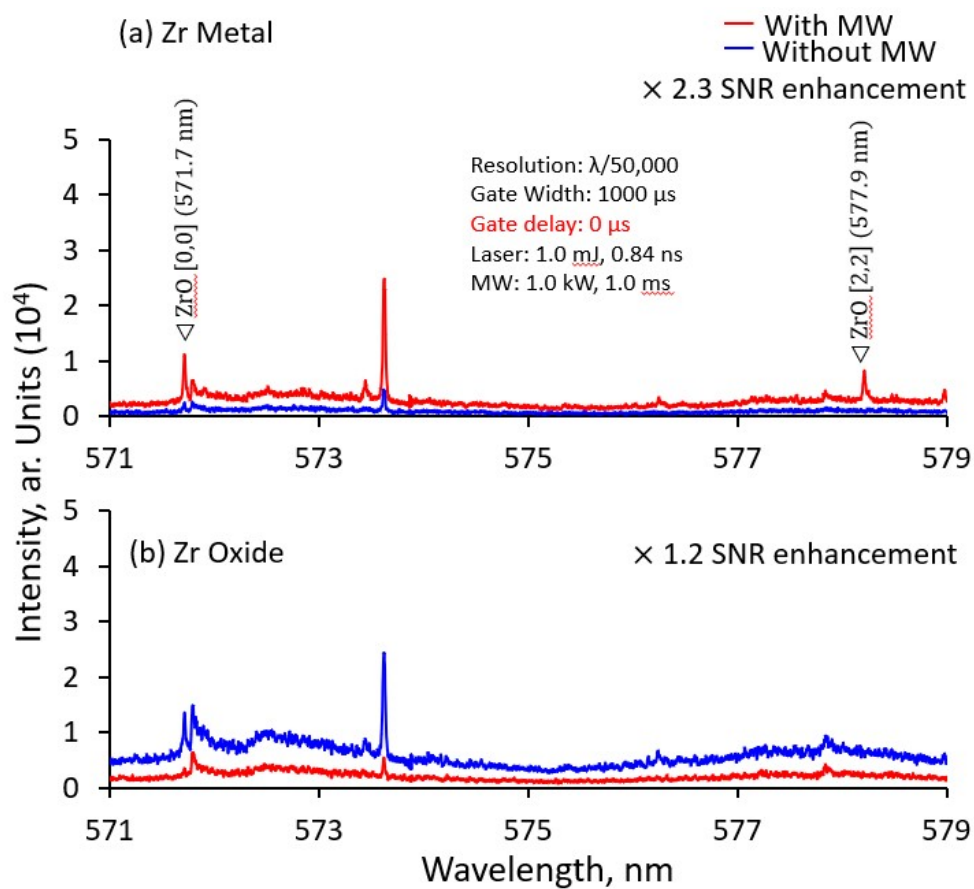 (a) Zr Metal
With MW
Without MW
× 2.3 SNR enhancement
ZrO [0,0] (571.7 nm)
ZrO [2,2] (577.9 nm)
Resolution: λ/50,000
Gate Width: 1000 µs
Gate delay: 0 µs
Laser: 1.0 mJ, 0.84 ns
MW: 1.0 kW, 1.0 ms
5
4
3
2
1
0
571
573
575
577
579
Intensity, ar. Units (10⁴)
(b) Zr Oxide
× 1.2 SNR enhancement
5
4
3
2
1
0
571
573
575
577
579
Wavelength, nm